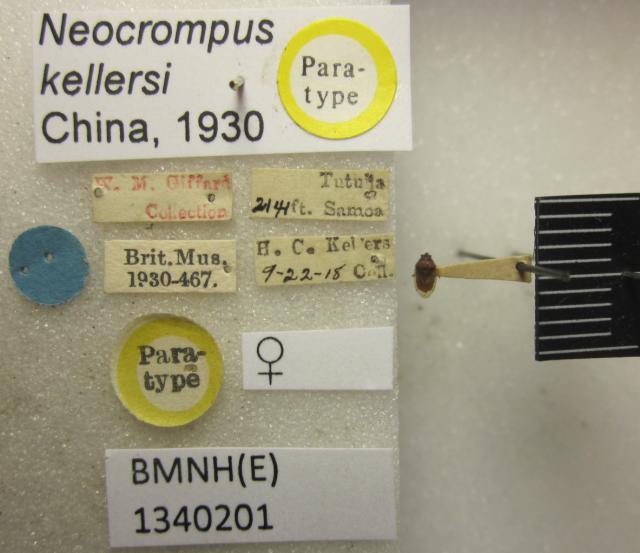 Neocrompus
kellersi
China, 1930
Para-
type
W. M. Giffard
Collection
Tutuila
2141ft. Samoa
Brit. Mus.
1930-467.
H. C. Kellers
9-22-18 Coll.
Para-
type
♀
BMNH(E)
1340201